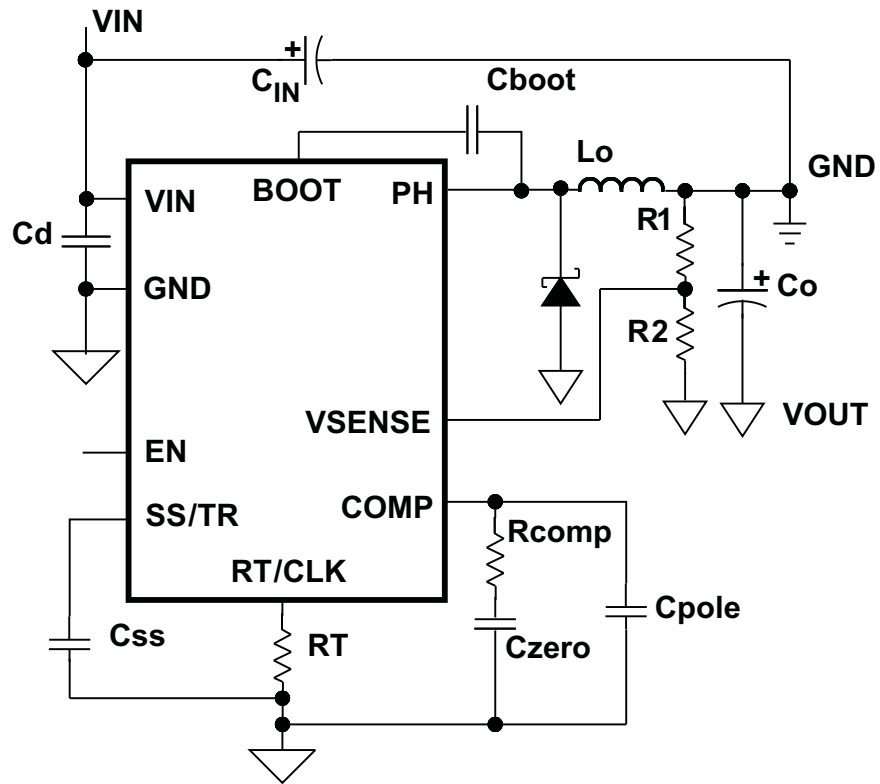 VIN
+
CIN
Cboot
Lo
GND
BOOT
PH
VIN
R1
Cd
GND
+
Co
R2
VSENSE
VOUT
EN
COMP
SS/TR
Rcomp
RT/CLK
Cpole
Css
RT
Czero